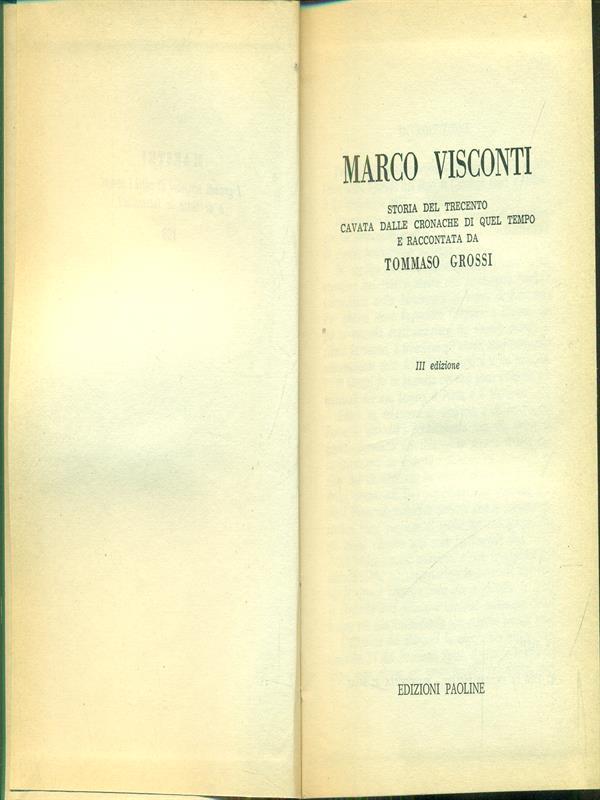 MARCO VISCONTI
STORIA DEL TRECENTO
CAVATA DALLE CRONACHE DI QUEL TEMPO
E RACCONTATA DA
TOMMASO GROSSI
III edizione
EDIZIONI PAOLINE